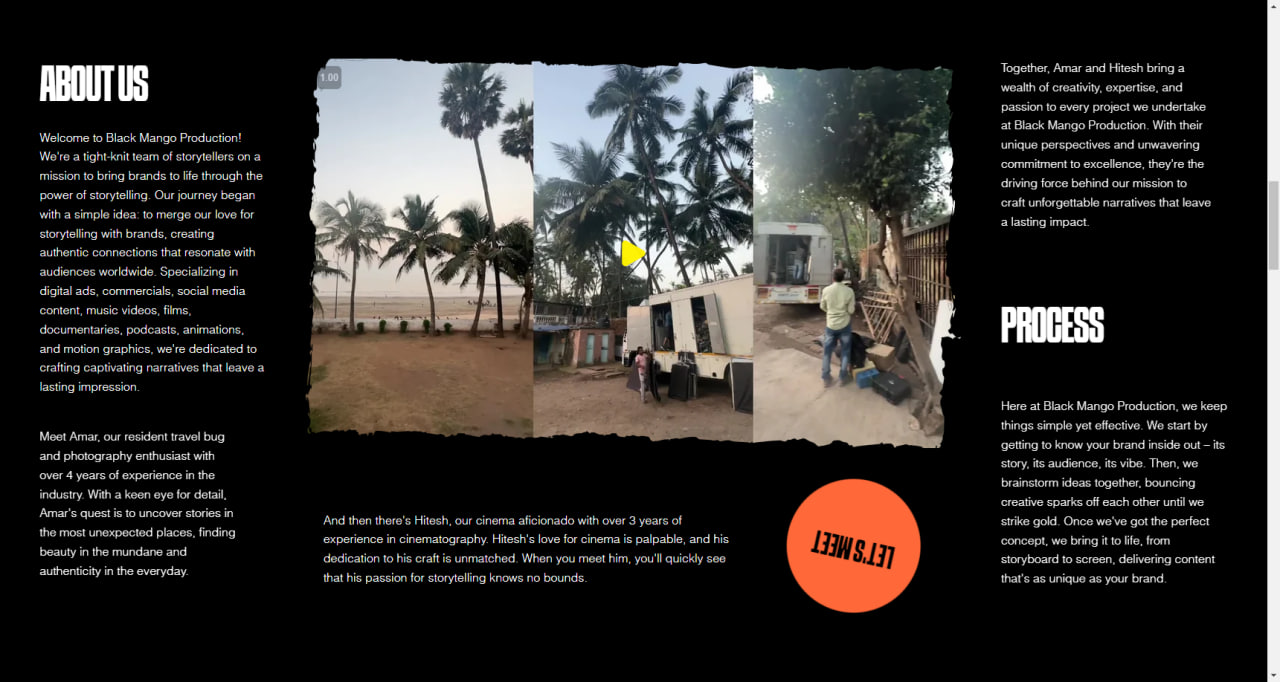 ABOUT US
Welcome to Black Mango Production!
We're a tight-knit team of storytellers on a
mission to bring brands to life through the
power of storytelling. Our journey began
with a simple idea: to merge our love for
storytelling with brands, creating
authentic connections that resonate with
audiences worldwide. Specializing in
digital ads, commercials, social media
content, music videos, films,
documentaries, podcasts, animations,
and motion graphics, we're dedicated to
crafting captivating narratives that leave a
lasting impression.
Meet Amar, our resident travel bug
and photography enthusiast with
over 4 years of experience in the
industry. With a keen eye for detail,
Amar's quest is to uncover stories in
the most unexpected places, finding
beauty in the mundane and
authenticity in the everyday.
1.00
And then there's Hitesh, our cinema aficionado with over 3 years of
experience in cinematography. Hitesh's love for cinema is palpable, and his
dedication to his craft is unmatched. When you meet him, you'll quickly see
that his passion for storytelling knows no bounds.
LET'S MEET
Together, Amar and Hitesh bring a
wealth of creativity, expertise, and
passion to every project we undertake
at Black Mango Production. With their
unique perspectives and unwavering
commitment to excellence, they're the
driving force behind our mission to
craft unforgettable narratives that leave
a lasting impact.
PROCESS
Here at Black Mango Production, we keep
things simple yet effective. We start by
getting to know your brand inside out – its
story, its audience, its vibe. Then, we
brainstorm ideas together, bouncing
creative sparks off each other until we
strike gold. Once we've got the perfect
concept, we bring it to life, from
storyboard to screen, delivering content
that's as unique as your brand.